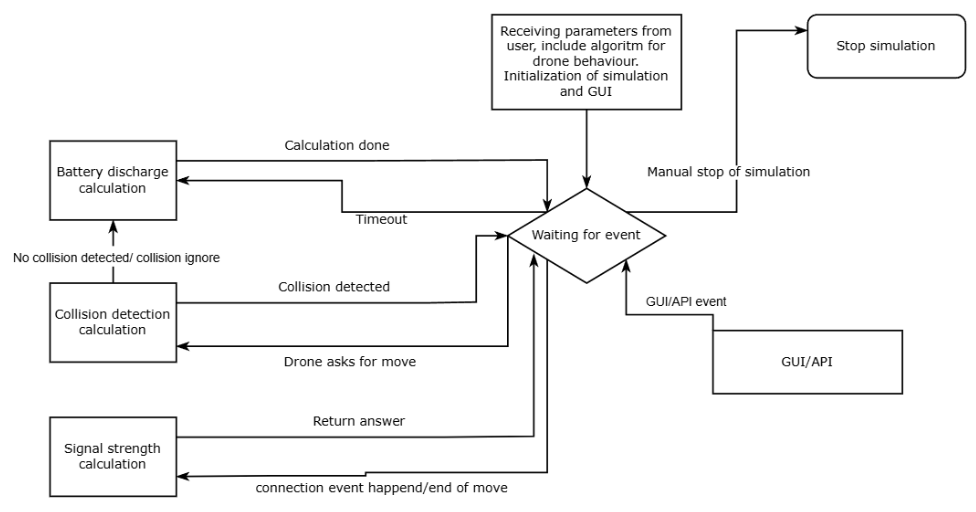 Receiving parameters from
user, include algoritm for
drone behaviour.
Initialization of simulation
and GUI
Stop simulation
Calculation done
Battery discharge
calculation
Manual stop of simulation
Timeout
Waiting for event
No collision detected/ collision ignore
Collision detected
GUI/API event
Collision detection
calculation
Drone asks for move
GUI/API
Return answer
Signal strength
calculation
connection event happend/end of move